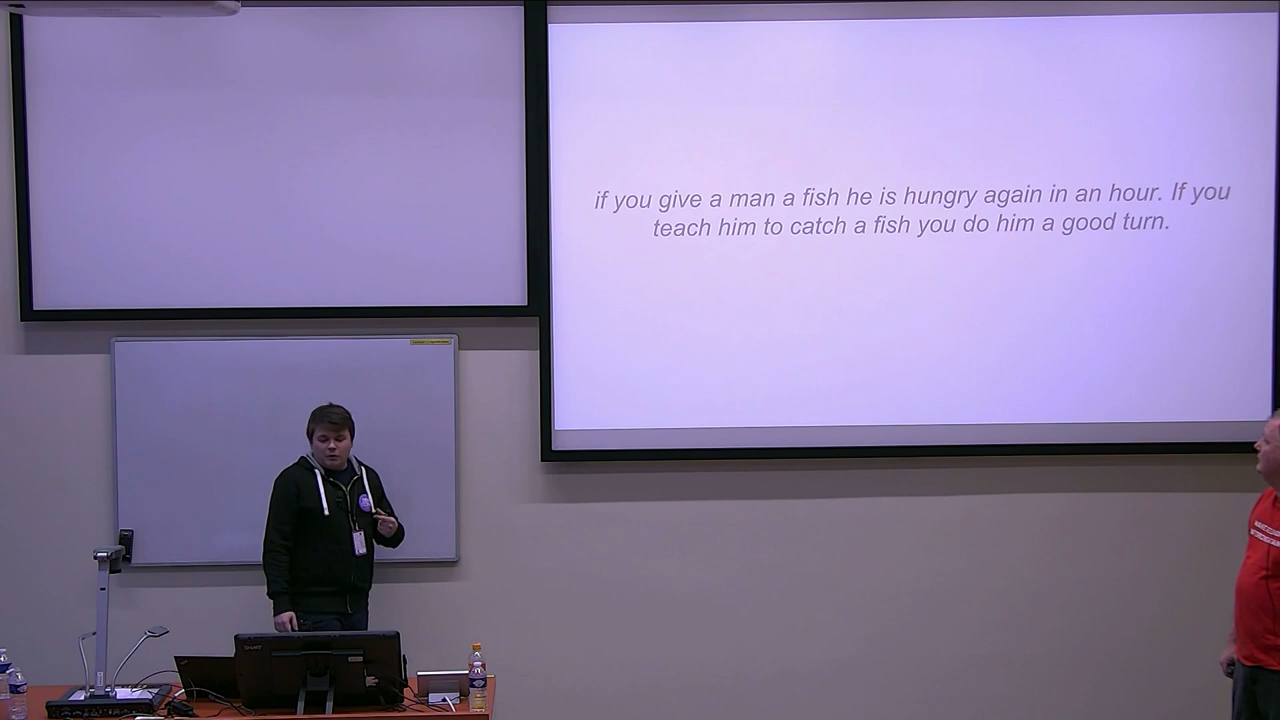 if you give a man a fish he is hungry again in an hour. If you
teach him to catch a fish you do him a good turn.
SMART